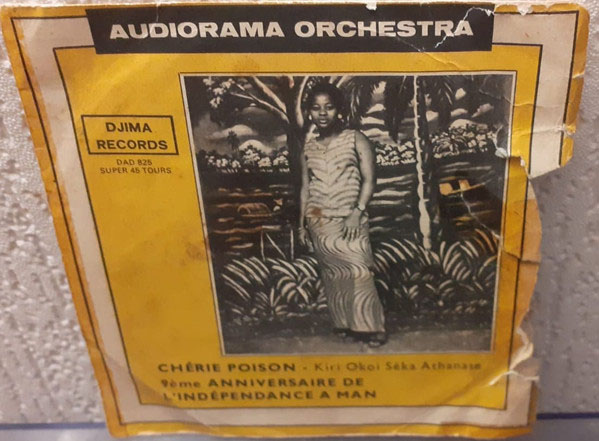 AUDIORAMA ORCHESTRA
DJIMA
RECORDS
DAD 825
SUPER 45 TOURS
CHÉRIE POISON - Kiri Okoi Séka Athanase
9ème ANNIVERSAIRE DE
L'INDÉPENDANCE A MAN